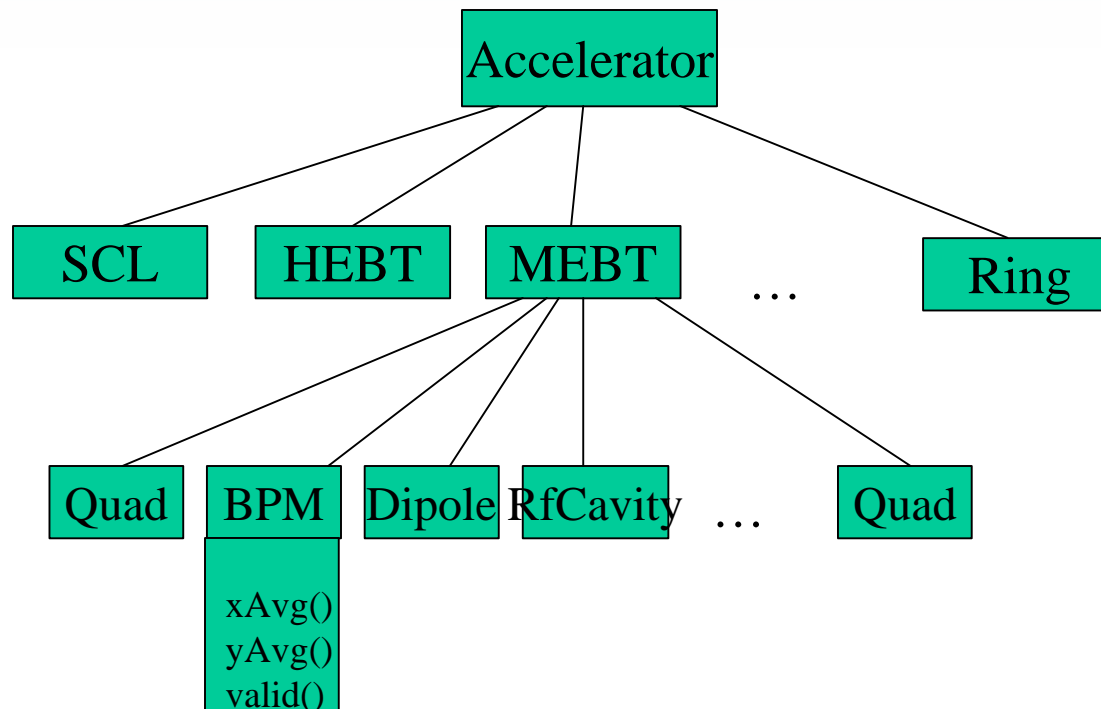 Accelerator
SCL
HEBT
MEBT
...
Ring
Quad
BPM
Dipole
RfCavity
...
Quad
xAvg()
yAvg()
valid()